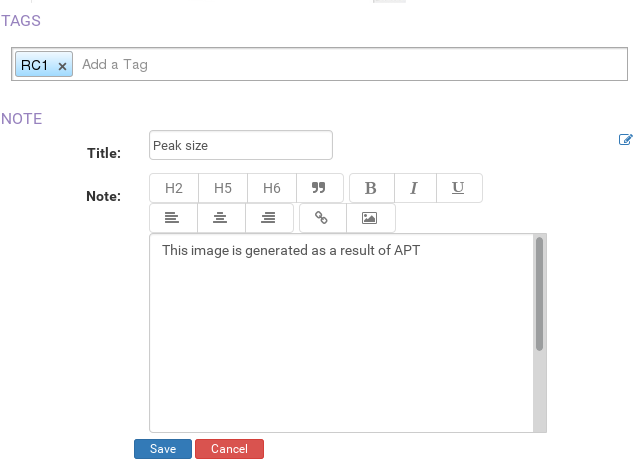 TAGS
RC1 × Add a Tag
NOTE
Title: Peak size
Note: H2 H5 H6 ” B I U
This image is generated as a result of APT
Save Cancel